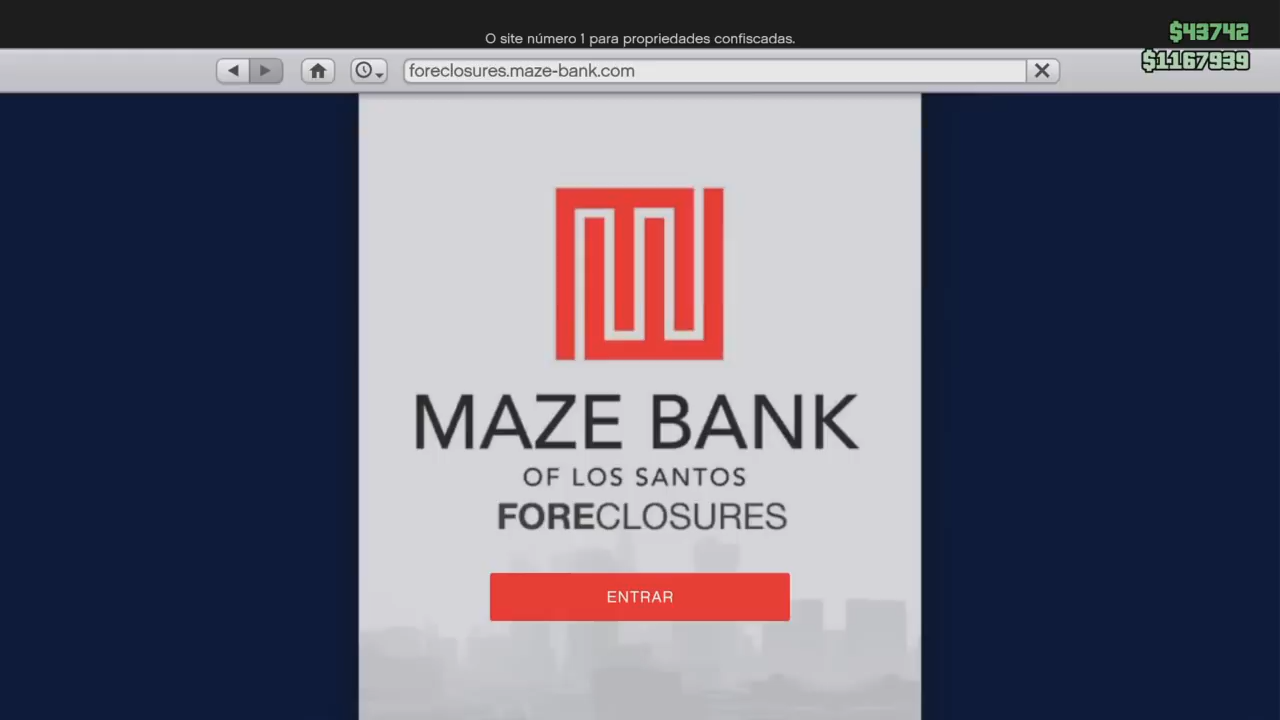 O site número 1 para propriedades confiscadas.
$43742
foreclosures.maze-bank.com
$1167939
MAZE BANK
OF LOS SANTOS
FORECLOSURES
ENTRAR